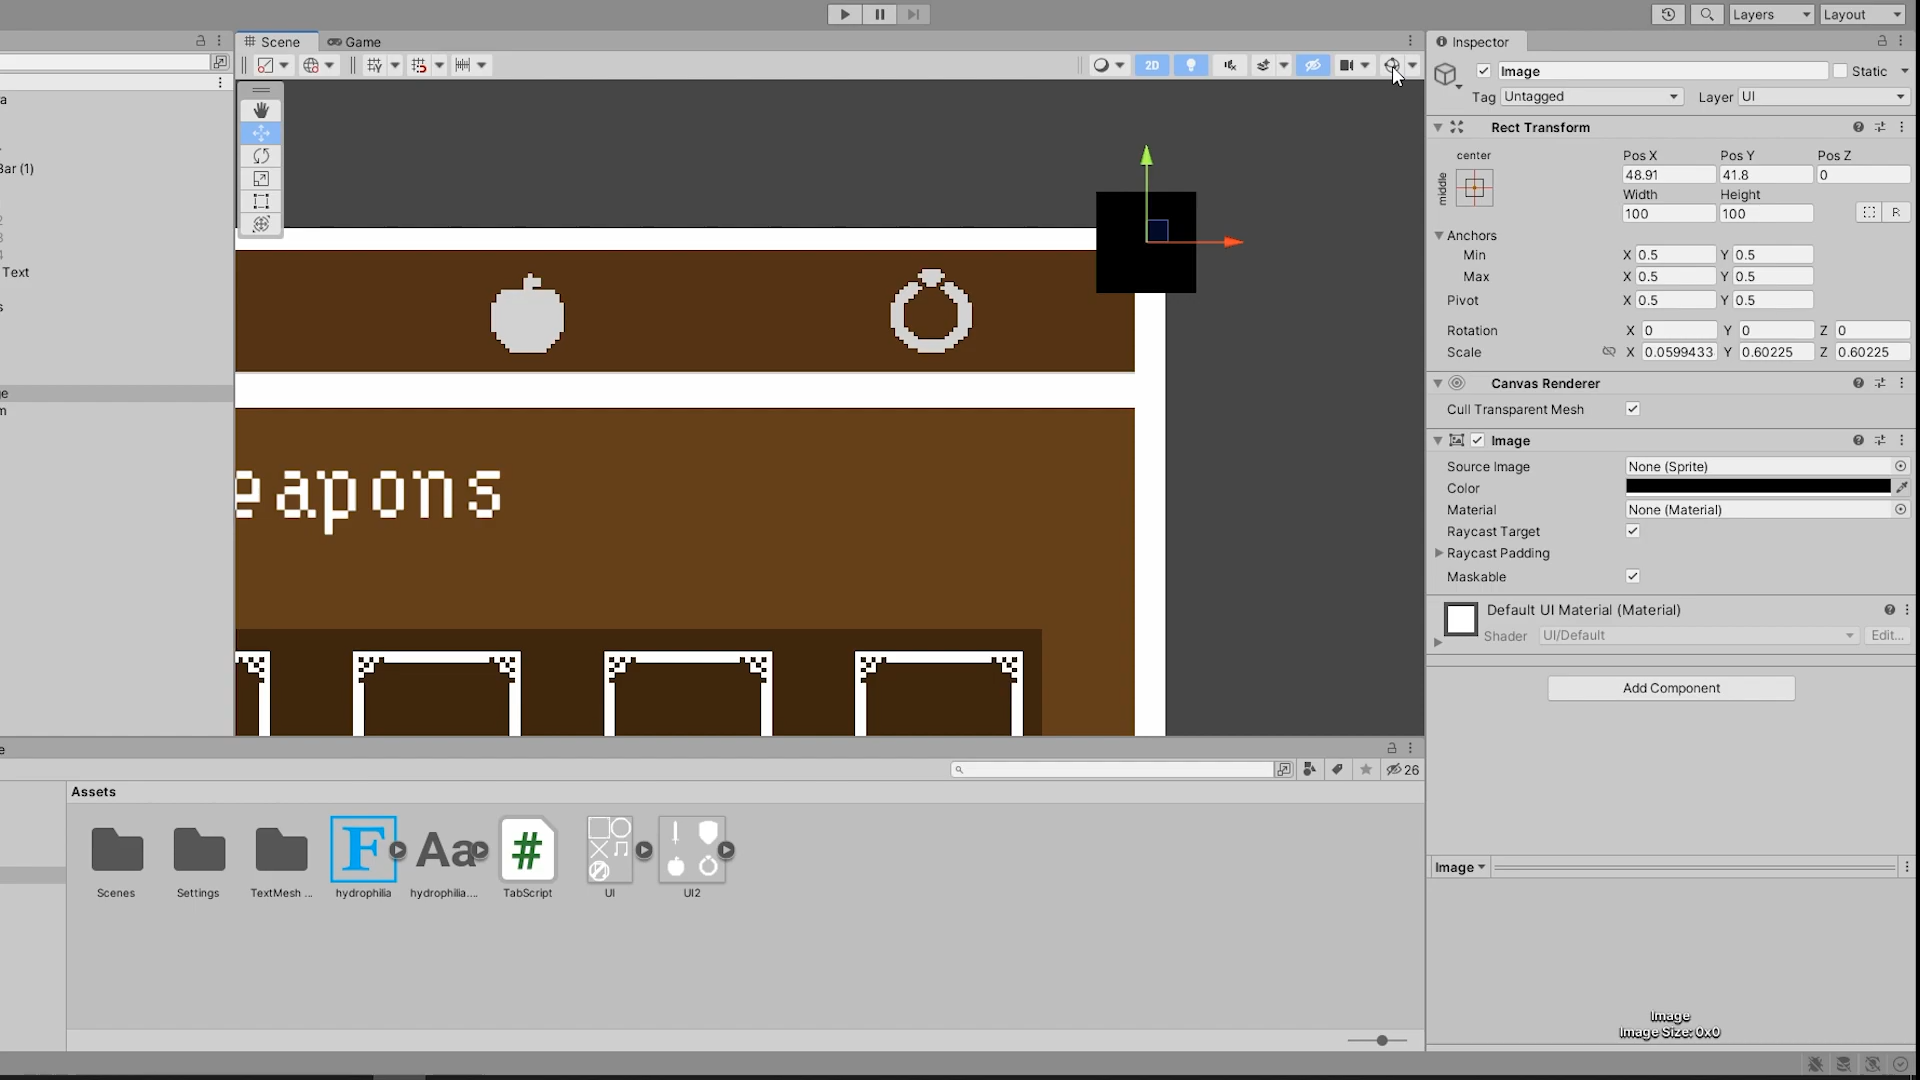 Layers
Layout
Scene
Game
Inspector
2D
Image
Static
Tag Untagged
Layer UI
a
Rect Transform
center
middle
Pos X
Pos Y
Pos Z
48.91
41.8
0
Width
Height
100
100
R
Bar (1)
Anchors
Min
X 0.5
Y 0.5
Max
X 0.5
Y 0.5
Pivot
X 0.5
Y 0.5
2
3
4
Text
s
Rotation
X 0
Y 0
Z 0
Scale
X 0.0599433
Y 0.60225
Z 0.60225
Canvas Renderer
Cull Transparent Mesh
e
m
Image
Source Image
None (Sprite)
Color
Material
None (Material)
Raycast Target
Raycast Padding
Maskable
eapons
Default UI Material (Material)
Shader
UI/Default
Edit...
Add Component
e
26
Assets
Scenes
Settings
TextMesh ...
F
hydrophilia
Aa
hydrophilia....
#
TabScript
UI
UI2
Image
Image
Image Size: 0x0